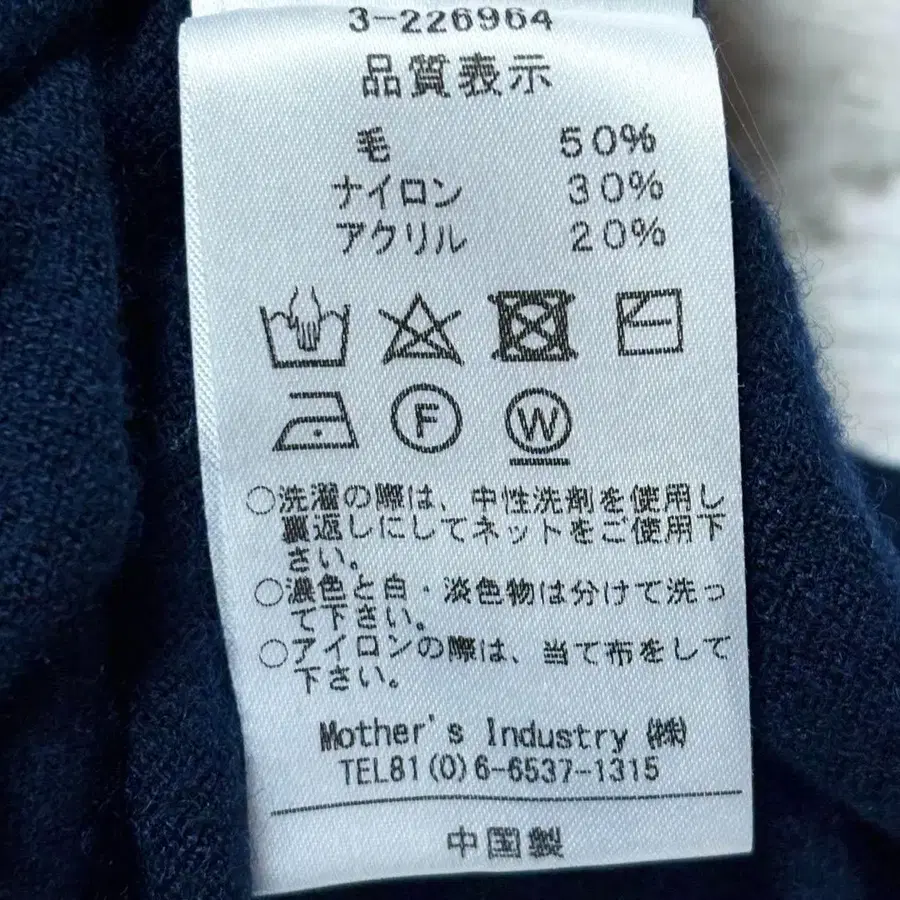 3-226964
品質表示
毛 50%
ナイロン 30%
アクリル 20%
F W
○洗濯の際は、中性洗剤を使用し
裏返しにしてネットをご使用下
さい。
○濃色と白・淡色物は分けて洗っ
て下さい。
○アイロンの際は、当て布をして
下さい。
Mother's Industry ㈱
TEL81(0)6-6537-1315
中国製